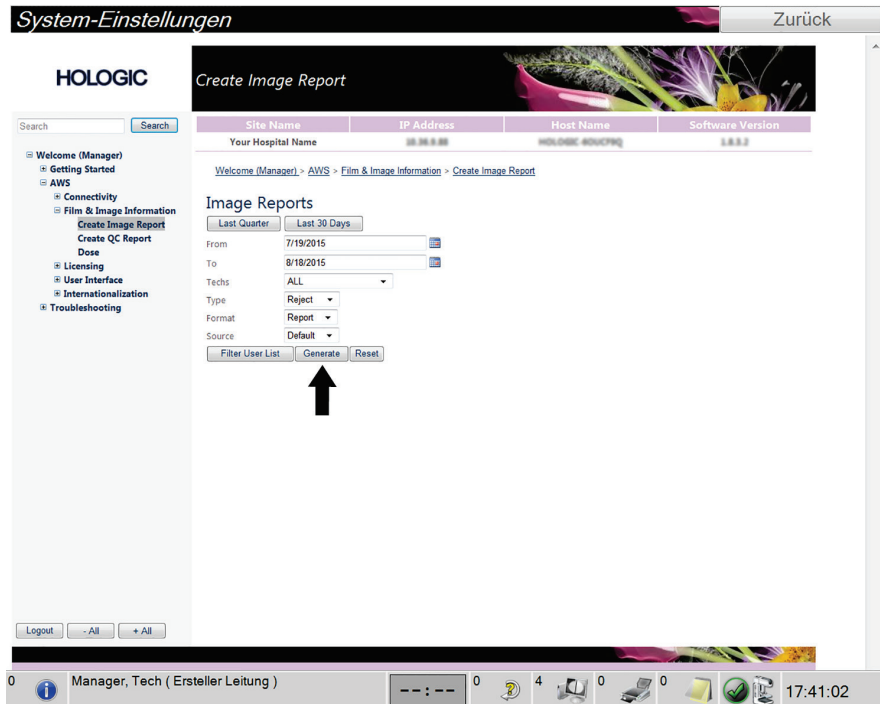 System-Einstellungen
Zurück
HOLOGIC
Create Image Report
Search
Search
Site Name IP Address Host Name Software Version
Your Hospital Name
Welcome (Manager)
Getting Started
AWS
Connectivity
Film & Image Information
Create Image Report
Create QC Report
Dose
Licensing
User Interface
Internationalization
Troubleshooting
Welcome (Manager) > AWS > Film & Image Information > Create Image Report
Image Reports
Last Quarter Last 30 Days
From 7/19/2015
To 8/18/2015
Techs ALL
Type Reject
Format Report
Source Default
Filter User List Generate Reset
Logout - All + All
0 Manager, Tech ( Ersteller Leitung ) --:-- 0 4 0 0 17:41:02